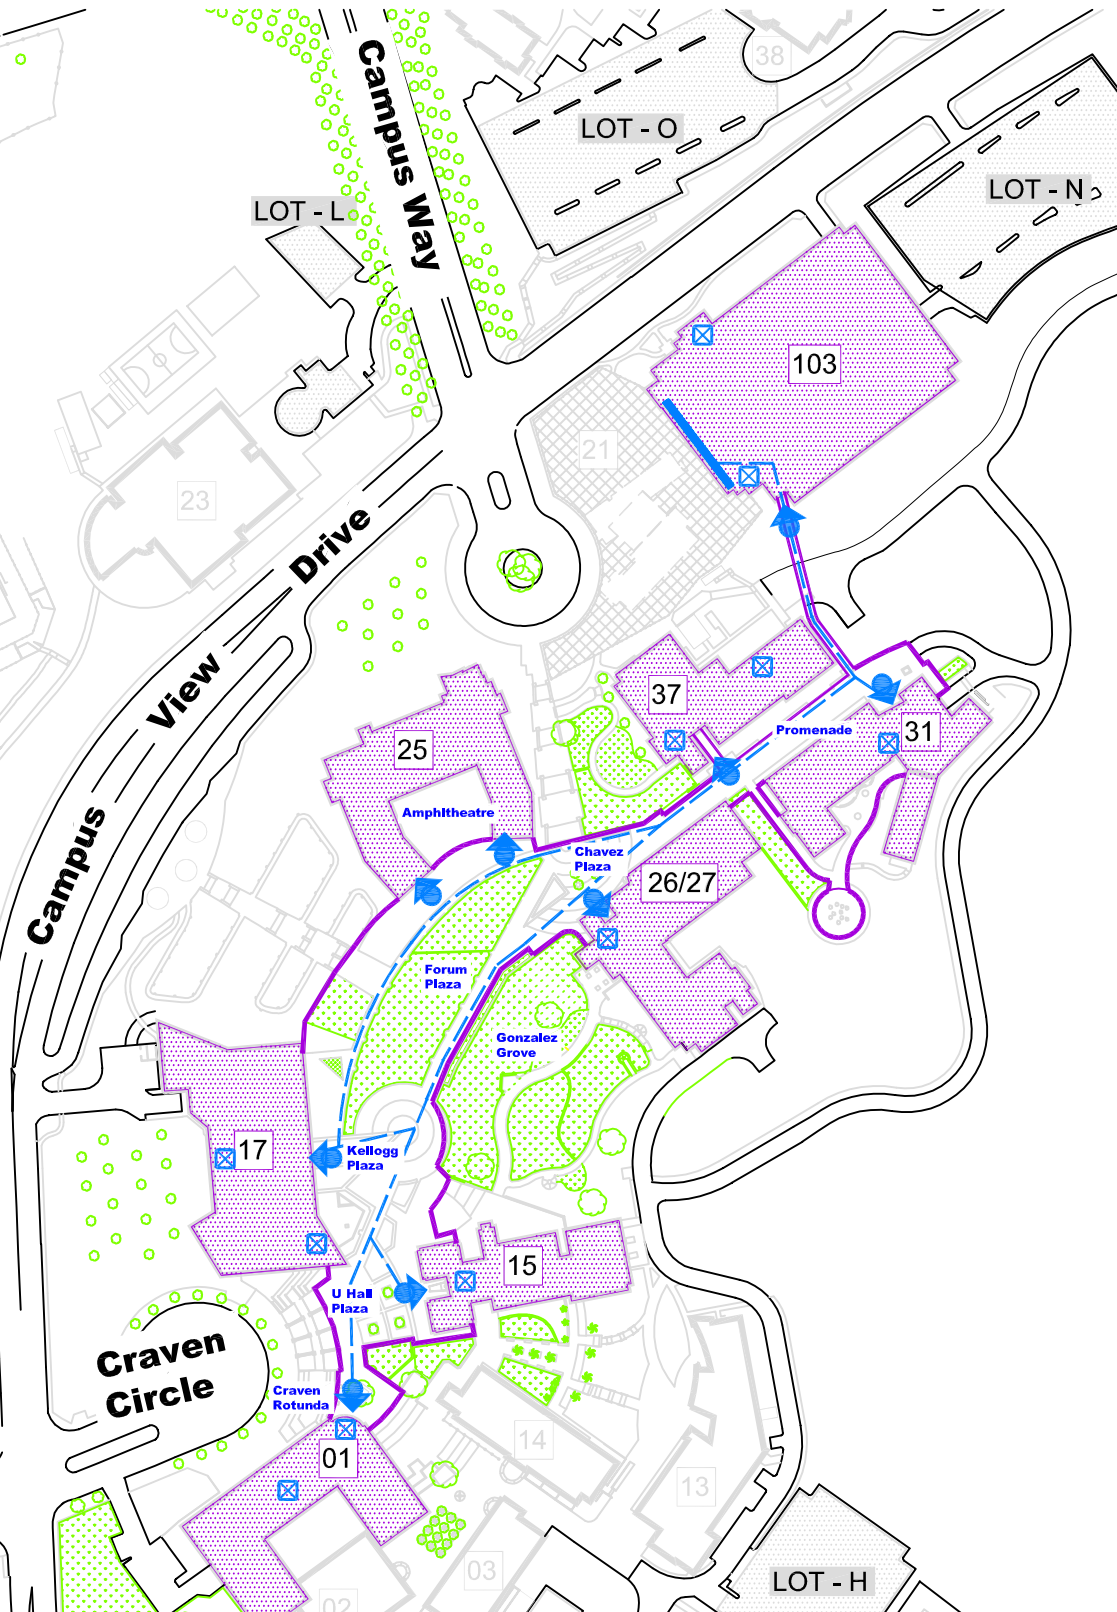 38
Campus Way
LOT - O
LOT - N
LOT - L
103
21
23
Campus View Drive
37
Promenade
31
25
Amphitheatre
Chavez
Plaza
26/27
Forum
Plaza
Gonzalez
Grove
17
Kellogg
Plaza
15
U Hall
Plaza
Craven
Circle
Craven
Rotunda
01
14
13
03
02
LOT - H